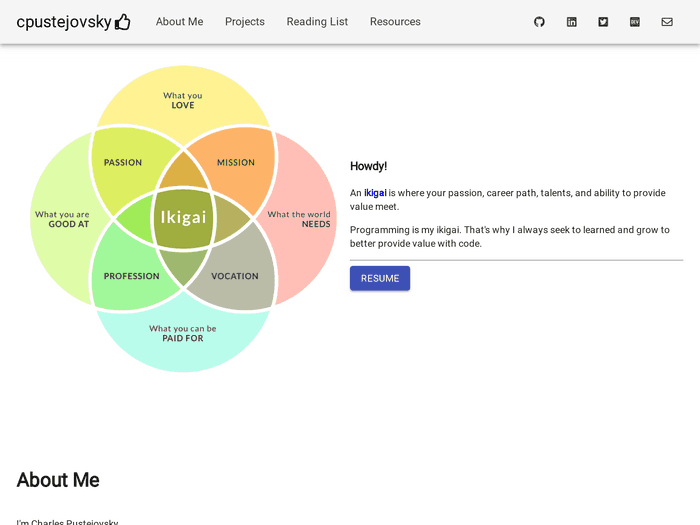 cpustejovsky
About Me Projects Reading List Resources
What you
LOVE
PASSION
MISSION
What you are
GOOD AT
Ikigai
What the world
NEEDS
PROFESSION
VOCATION
What you can be
PAID FOR
Howdy!
An ikigai is where your passion, career path, talents, and ability to provide
value meet.
Programming is my ikigai. That's why I always seek to learned and grow to
better provide value with code.
RESUME
About Me
I'm Charles Pustejovsky